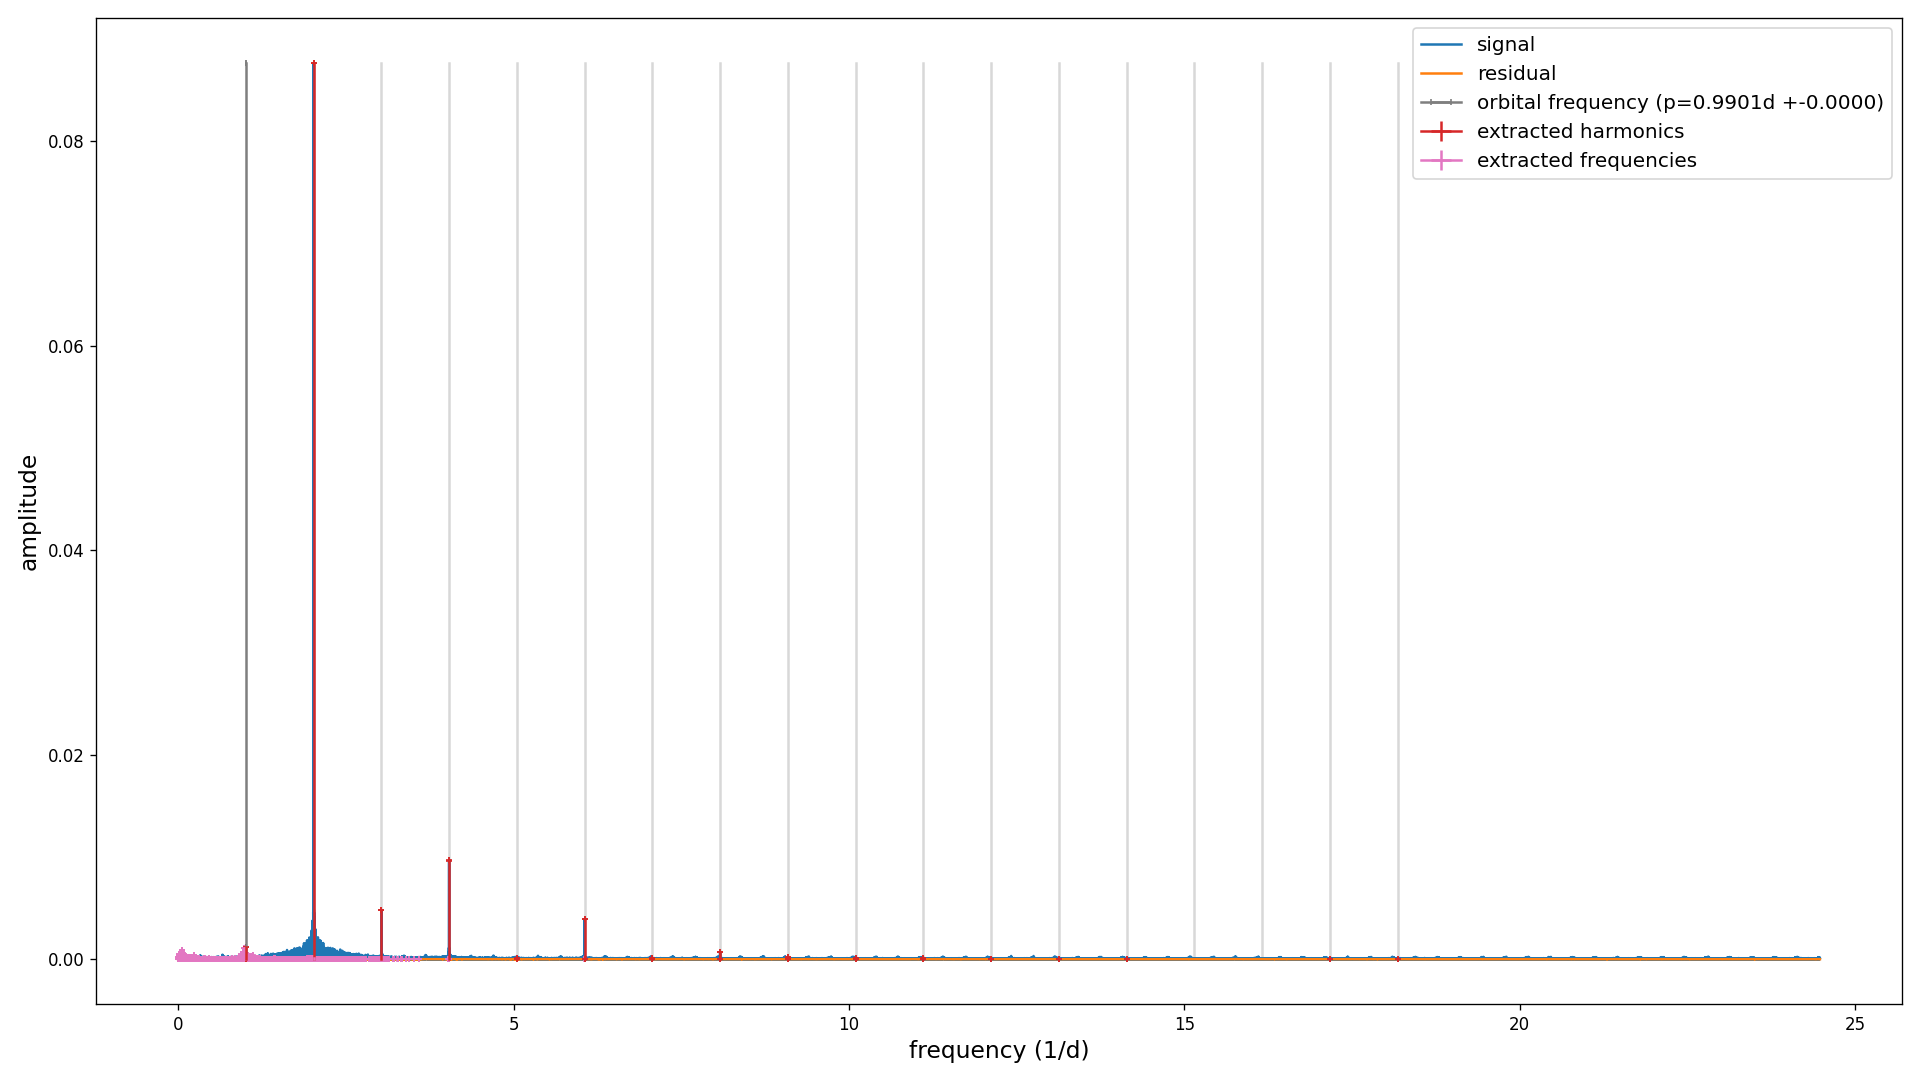 signal
residual
orbital frequency (p=0.9901d +-0.0000)
extracted harmonics
extracted frequencies
0.08
0.06
0.04
0.02
0.00
amplitude
0
5
10
15
20
25
frequency (1/d)